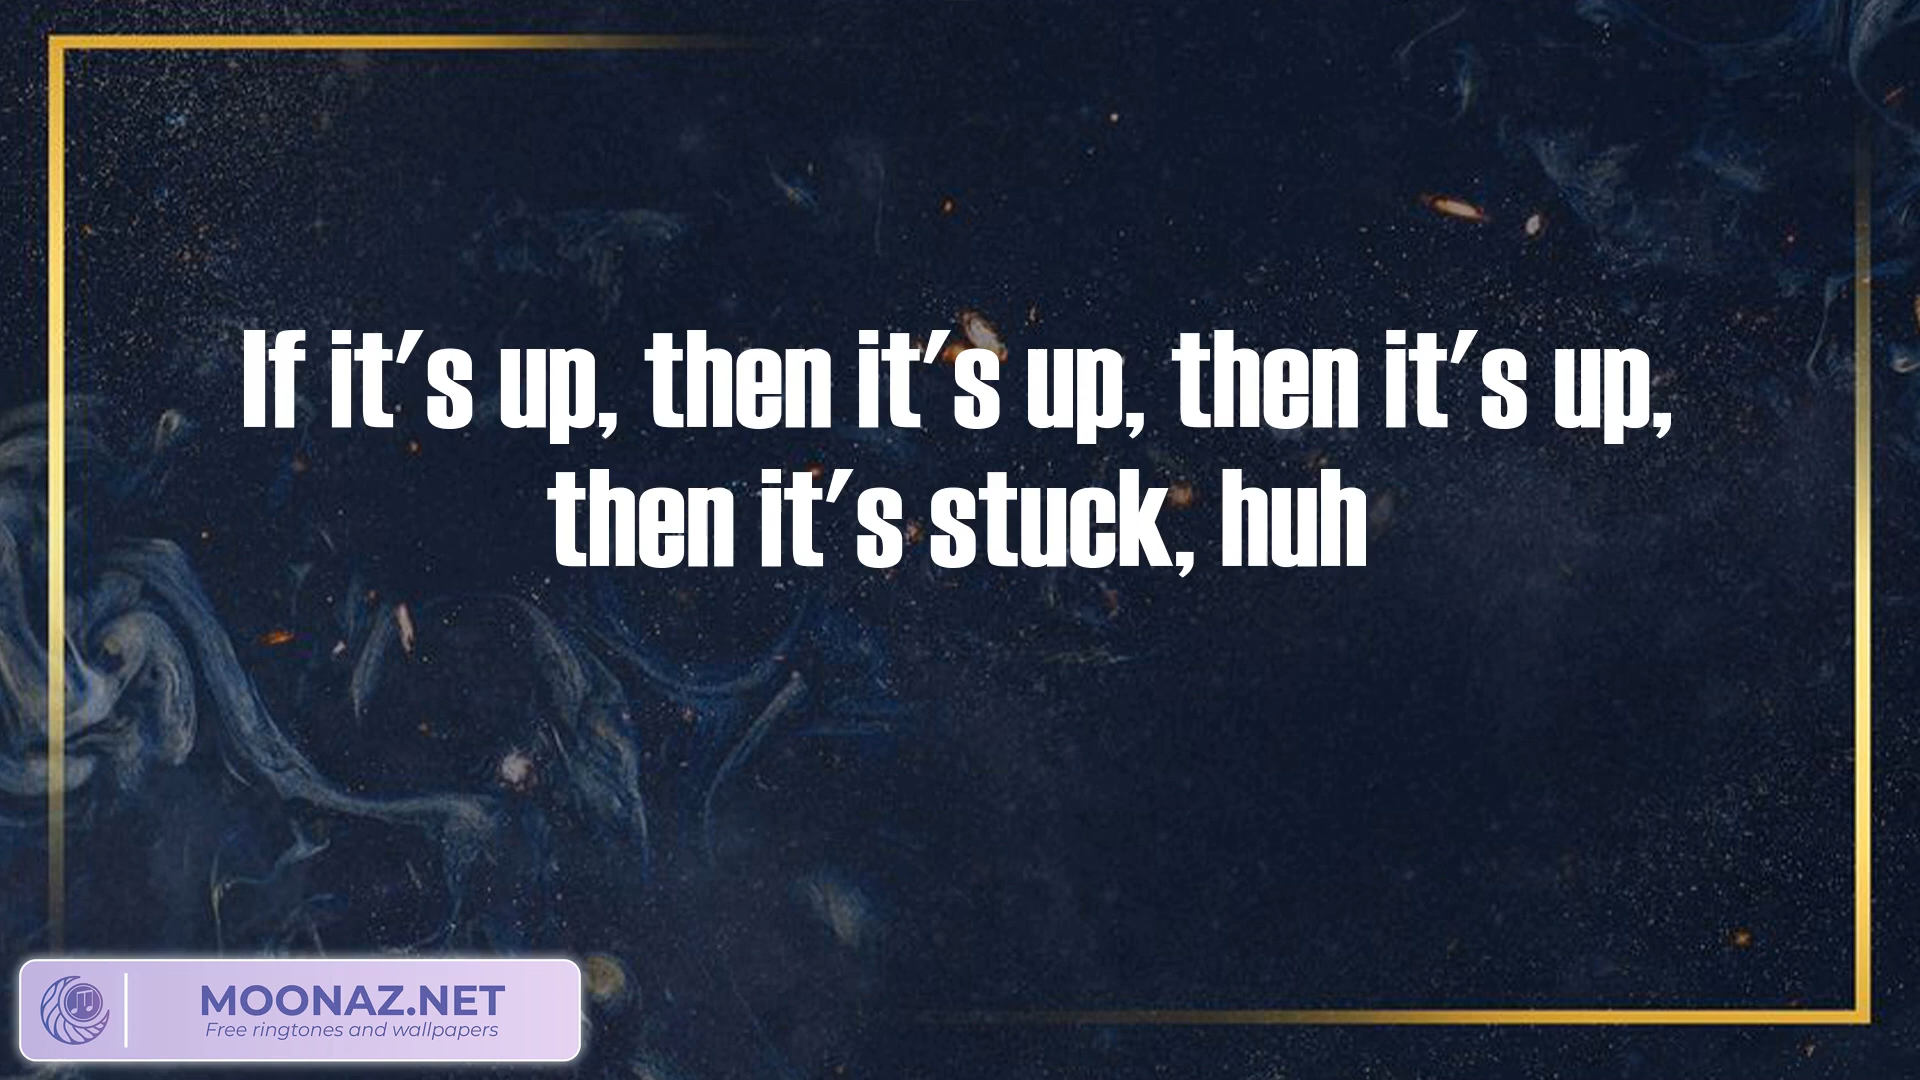 If it's up, then it's up, then it's up,
then it's stuck, huh
MOONAZ.NET
Free ringtones and wallpapers